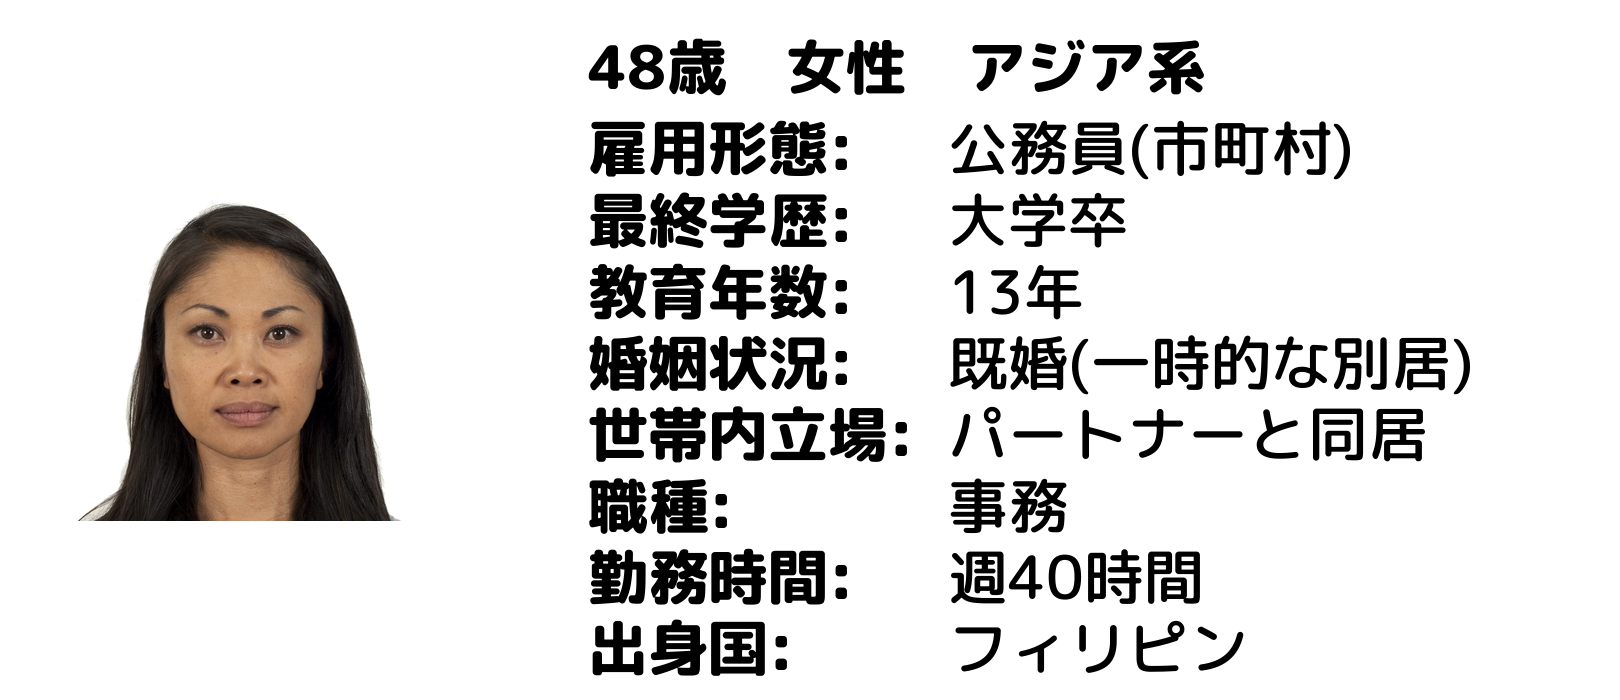 48歳　女性　アジア系
雇用形態:　公務員(市町村)
最終学歴:　大学卒
教育年数:　13年
婚姻状況:　既婚(一時的な別居)
世帯内立場:　パートナーと同居
職種:　事務
勤務時間:　週40時間
出身国:　フィリピン